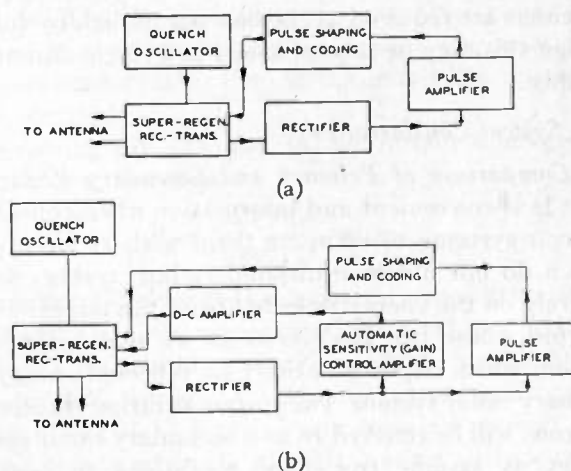 QUENCH
OSCILLATOR
PULSE SHAPING
AND CODING
PULSE
AMPLIFIER
TO ANTENNA
SUPER-REGEN.
REC-TRANS.
RECTIFIER
(a)
QUENCH
OSCILLATOR
PULSE SHAPING
AND CODING
D-C AMPLIFIER
SUPER-REGEN.
REC-TRANS.
AUTOMATIC
SENSITIVITY (GAIN)
CONTROL AMPLIFIER
PULSE
AMPLIFIER
RECTIFIER
TO ANTENNA
(b)